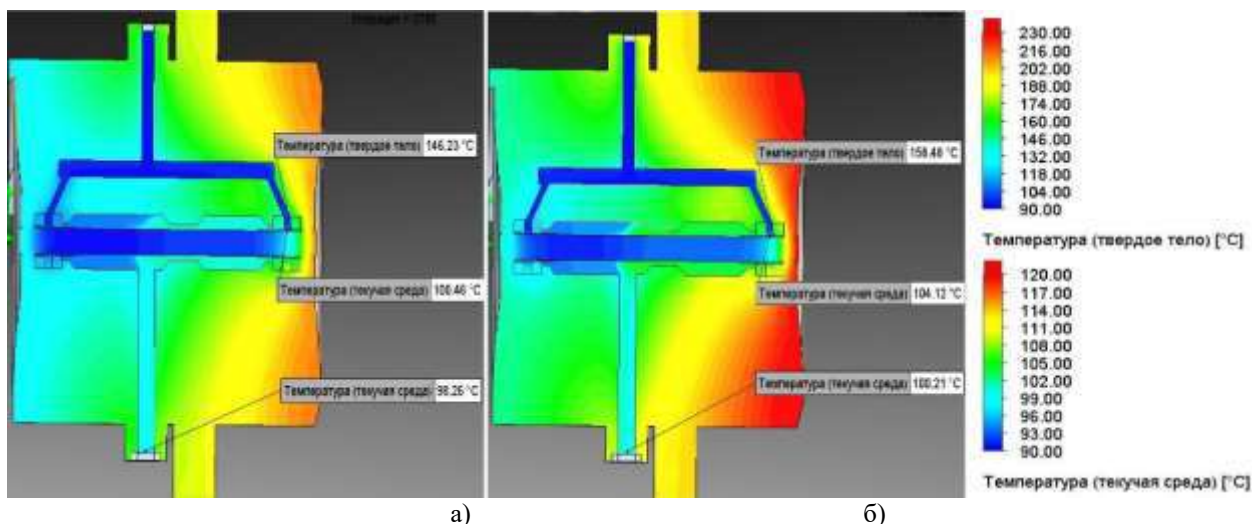 Температура (твердое тело) 146.23 °C
Температура (текучая среда) 100.46 °C
Температура (текучая среда) 98.25 °C
Температура (твердое тело) 158.48 °C
Температура (текучая среда) 104.12 °C
Температура (текучая среда) 100.21 °C
230.00
216.00
202.00
188.00
174.00
160.00
146.00
132.00
118.00
104.00
90.00
Температура (твердое тело) [°C]
120.00
117.00
114.00
111.00
108.00
105.00
102.00
99.00
96.00
93.00
90.00
Температура (текучая среда) [°C]
а)
б)